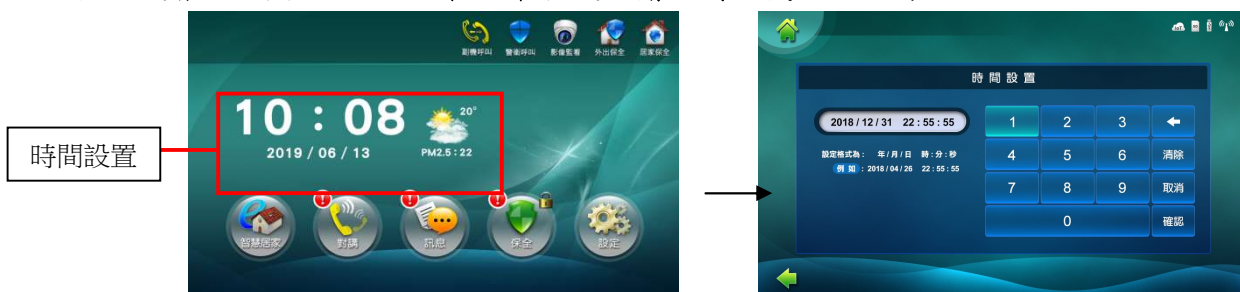 副機呼叫 警衛呼叫 影像監看 外出保全 居家保全
時間設置
10 : 08
20°
2019 / 06 / 13
PM2.5 : 22
智慧居家 對講 訊息 保全 設定
時間設置
2018 / 12 / 31 22 : 55 : 55
設定格式為： 年 / 月 / 日 時 : 分 : 秒
例 如 : 2018 / 04 / 26 22 : 55 : 55
1 2 3
4 5 6 清除
7 8 9 取消
0 確認